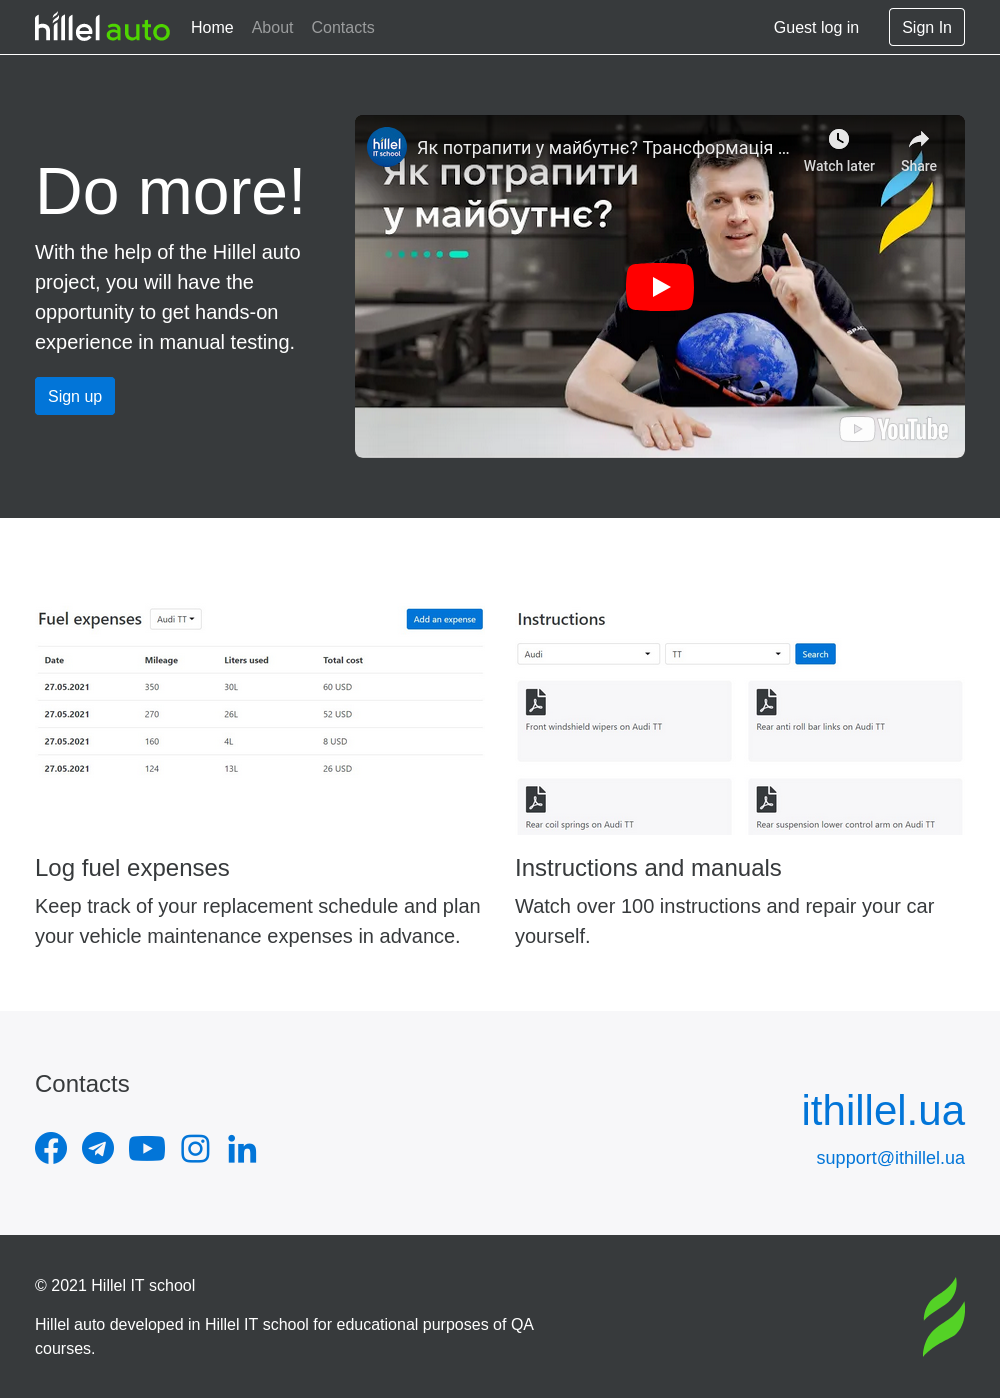 hillel auto
Home
About
Contacts
Guest log in
Sign In
Do more!
With the help of the Hillel auto
project, you will have the
opportunity to get hands-on
experience in manual testing.
Sign up
hillel
IT school
Як потрапити у майбутнє? Трансформація ...
Watch later
Share
Як потрапити
у майбутнє?
SPACE
YouTube
Fuel expenses
Audi TT
Add an expense
Date Mileage Liters used Total cost
27.05.2021 350 30L 60 USD
27.05.2021 270 26L 52 USD
27.05.2021 160 4L 8 USD
27.05.2021 124 13L 26 USD
Log fuel expenses
Keep track of your replacement schedule and plan
your vehicle maintenance expenses in advance.
Instructions
Audi
TT
Search
Front windshield wipers on Audi TT
Rear anti roll bar links on Audi TT
Rear coil springs on Audi TT
Rear suspension lower control arm on Audi TT
Instructions and manuals
Watch over 100 instructions and repair your car
yourself.
Contacts
ithillel.ua
support@ithillel.ua
© 2021 Hillel IT school
Hillel auto developed in Hillel IT school for educational purposes of QA
courses.